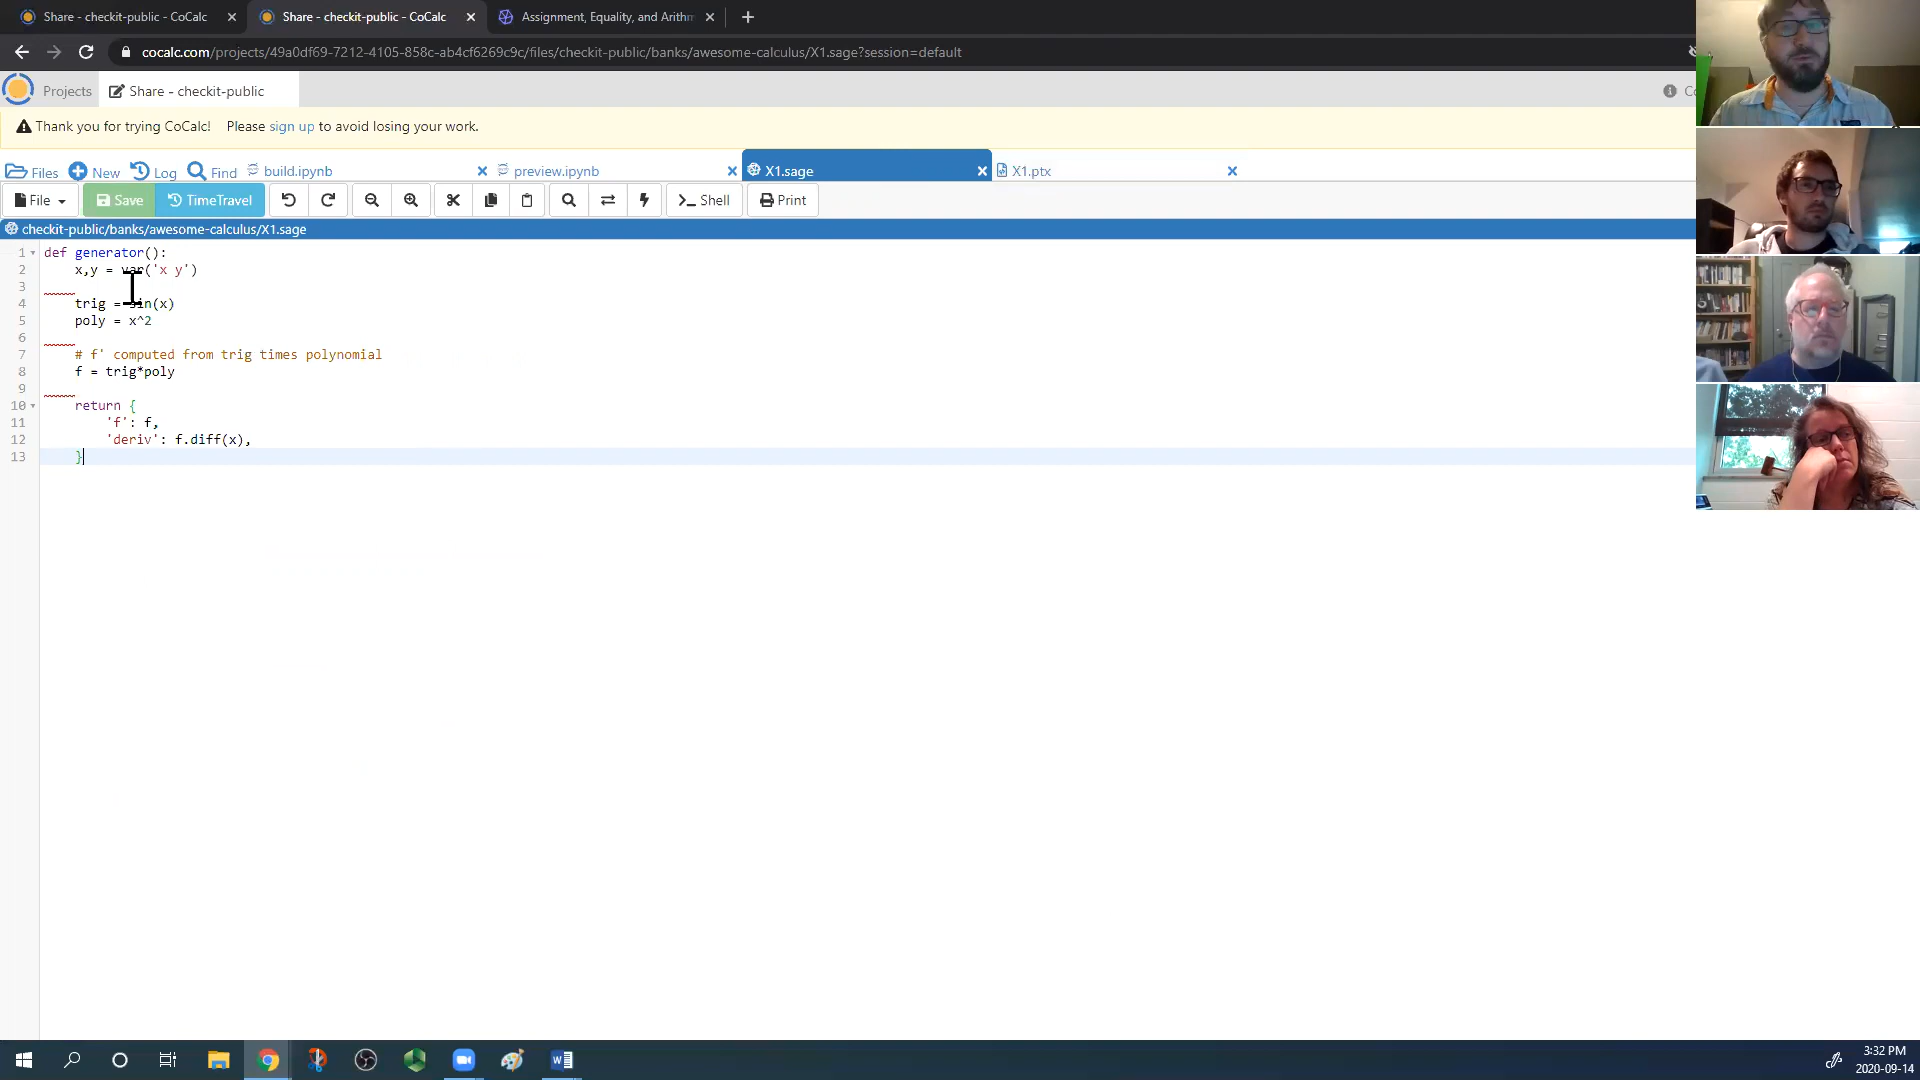 Share - checkit-public - CoCalc
Share - checkit-public - CoCalc
Assignment, Equality, and Arithm
cocalc.com/projects/49a0df69-7212-4105-858c-ab4cf6269c9c/files/checkit-public/banks/awesome-calculus/X1.sage?session=default
Projects
Share - checkit-public
Thank you for trying CoCalc! Please sign up to avoid losing your work.
Files New Log Find build.ipynb preview.ipynb X1.sage X1.ptx
File Save TimeTravel Shell Print
checkit-public/banks/awesome-calculus/X1.sage
1 def generator():
2 x,y = var('x y')
3
4 trig = sin(x)
5 poly = x^2
6
7 # f' computed from trig times polynomial
8 f = trig*poly
9
10 return {
11 'f': f,
12 'deriv': f.diff(x),
13 }
3:32 PM
2020-09-14